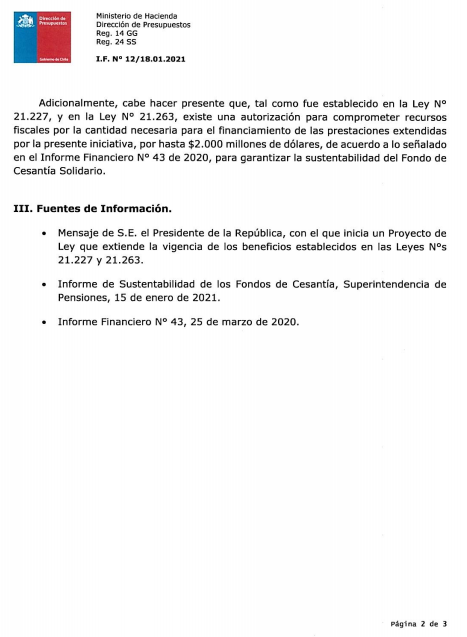 Dirección de
Presupuestos
Gobierno de Chile
Ministerio de Hacienda
Dirección de Presupuestos
Reg. 14 GG
Reg. 24 SS
I.F. Nº 12/18.01.2021
Adicionalmente, cabe hacer presente que, tal como fue establecido en la Ley Nº
21.227, y en la Ley Nº 21.263, existe una autorización para comprometer recursos
fiscales por la cantidad necesaria para el financiamiento de las prestaciones extendidas
por la presente iniciativa, por hasta $2.000 millones de dólares, de acuerdo a lo señalado
en el Informe Financiero Nº 43 de 2020, para garantizar la sustentabilidad del Fondo de
Cesantía Solidario.
III. Fuentes de Información.
• Mensaje de S.E. el Presidente de la República, con el que inicia un Proyecto de
Ley que extiende la vigencia de los beneficios establecidos en las Leyes Nºs
21.227 y 21.263.
• Informe de Sustentabilidad de los Fondos de Cesantía, Superintendencia de
Pensiones, 15 de enero de 2021.
• Informe Financiero Nº 43, 25 de marzo de 2020.
Página 2 de 3